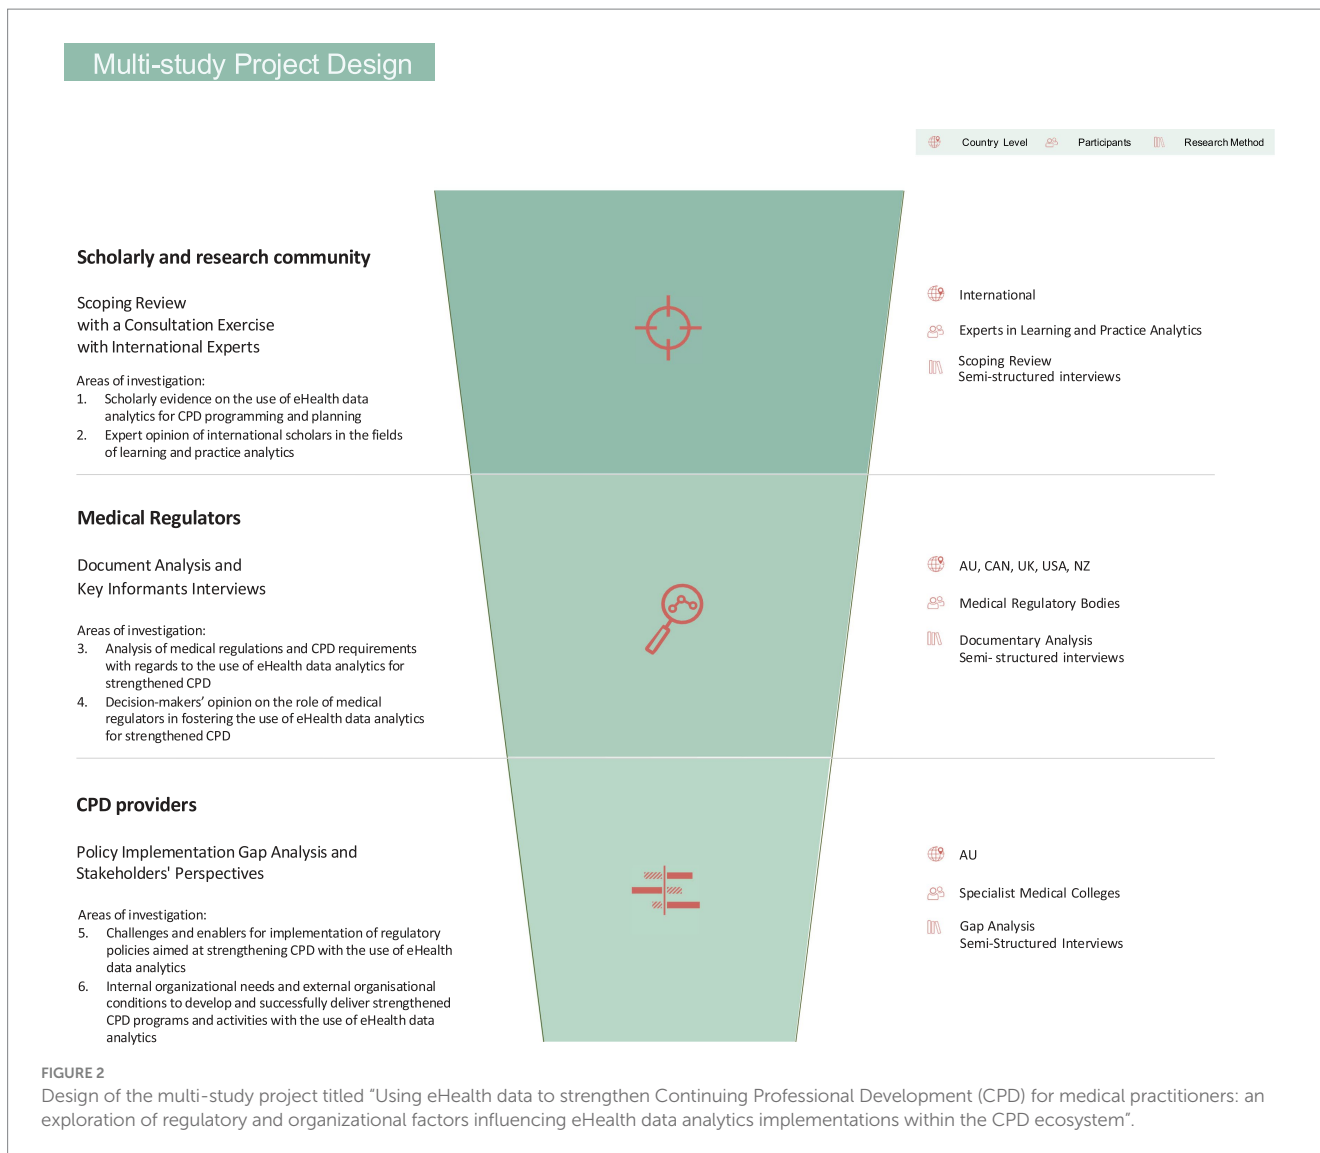 Multi-study Project Design
Country Level Participants Research Method
Scholarly and research community
Scoping Review
with a Consultation Exercise
with International Experts
Areas of investigation:
1. Scholarly evidence on the use of eHealth data
analytics for CPD programming and planning
2. Expert opinion of international scholars in the fields
of learning and practice analytics
International
Experts in Learning and Practice Analytics
Scoping Review
Semi-structured interviews
Medical Regulators
Document Analysis and
Key Informants Interviews
Areas of investigation:
3. Analysis of medical regulations and CPD requirements
with regards to the use of eHealth data analytics for
strengthened CPD
4. Decision-makers’ opinion on the role of medical
regulators in fostering the use of eHealth data analytics
for strengthened CPD
AU, CAN, UK, USA, NZ
Medical Regulatory Bodies
Documentary Analysis
Semi- structured interviews
CPD providers
Policy Implementation Gap Analysis and
Stakeholders' Perspectives
Areas of investigation:
5. Challenges and enablers for implementation of regulatory
policies aimed at strengthening CPD with the use of eHealth
data analytics
6. Internal organizational needs and external organisational
conditions to develop and successfully deliver strengthened
CPD programs and activities with the use of eHealth data
analytics
AU
Specialist Medical Colleges
Gap Analysis
Semi-Structured Interviews
FIGURE 2
Design of the multi-study project titled “Using eHealth data to strengthen Continuing Professional Development (CPD) for medical practitioners: an
exploration of regulatory and organizational factors influencing eHealth data analytics implementations within the CPD ecosystem”.